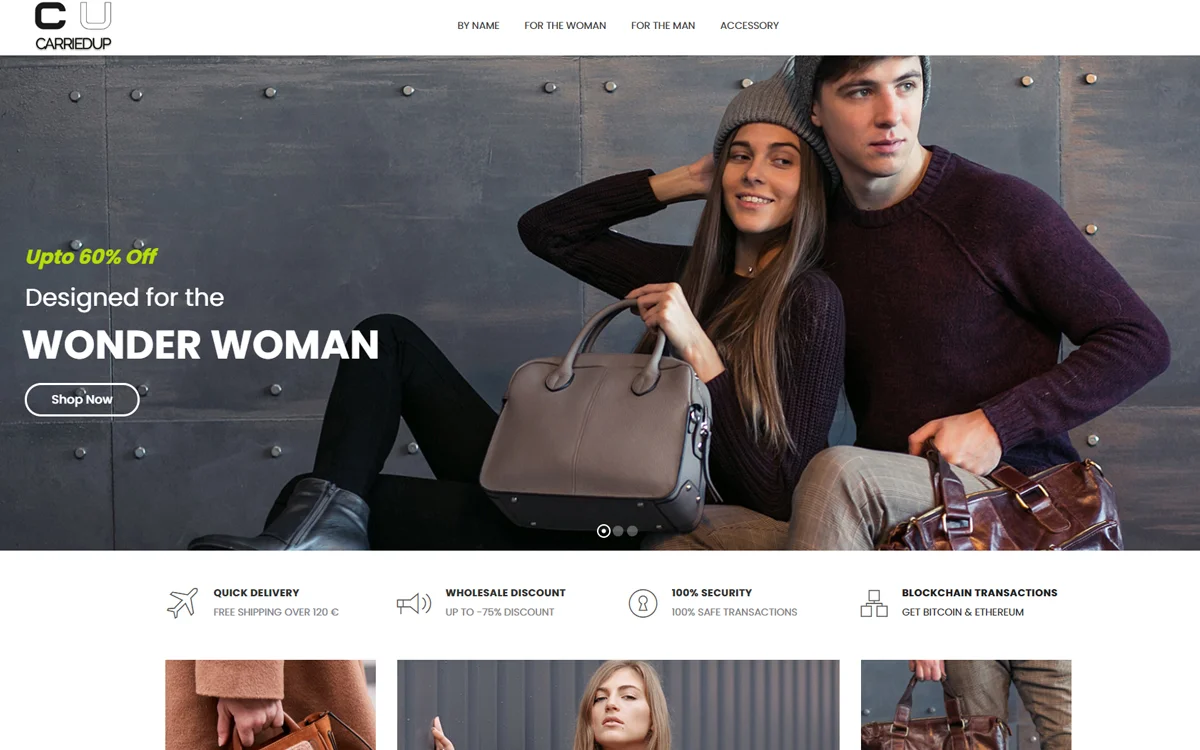 CU
CARRIEDUP
BY NAME
FOR THE WOMAN
FOR THE MAN
ACCESSORY
Upto 60% Off
Designed for the
WONDER WOMAN
Shop Now
QUICK DELIVERY
FREE SHIPPING OVER 120 €
WHOLESALE DISCOUNT
UP TO -75% DISCOUNT
100% SECURITY
100% SAFE TRANSACTIONS
BLOCKCHAIN TRANSACTIONS
GET BITCOIN & ETHEREUM